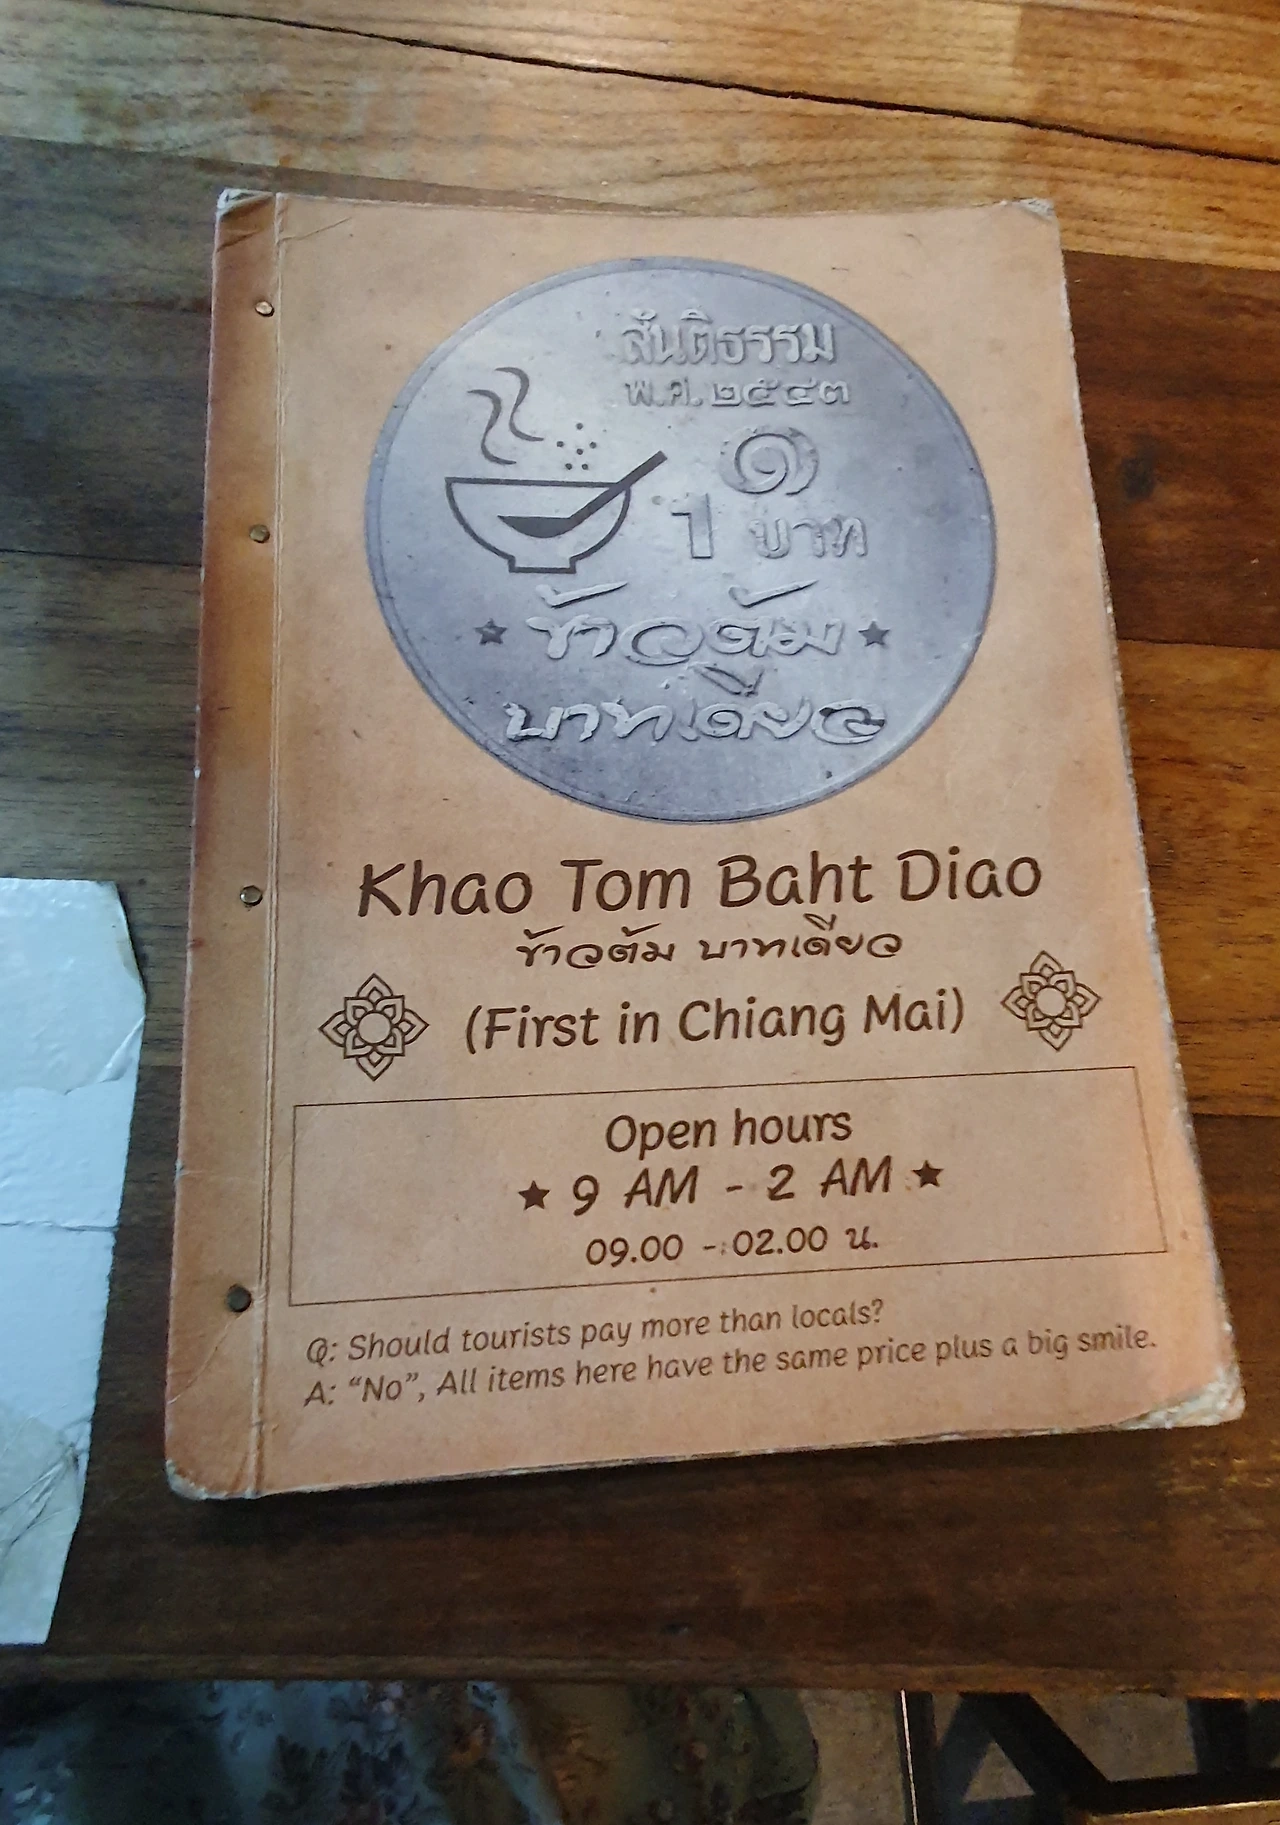 สันติธรรม
พ.ศ. ๒๕๔๓
๑
1 บาท
ข้าวต้ม
บาทเดียว
Khao Tom Baht Diao
ข้าวต้ม บาทเดียว
(First in Chiang Mai)
Open hours
★ 9 AM - 2 AM ★
09.00 - 02.00 น.
Q: Should tourists pay more than locals?
A: "No", All items here have the same price plus a big smile.